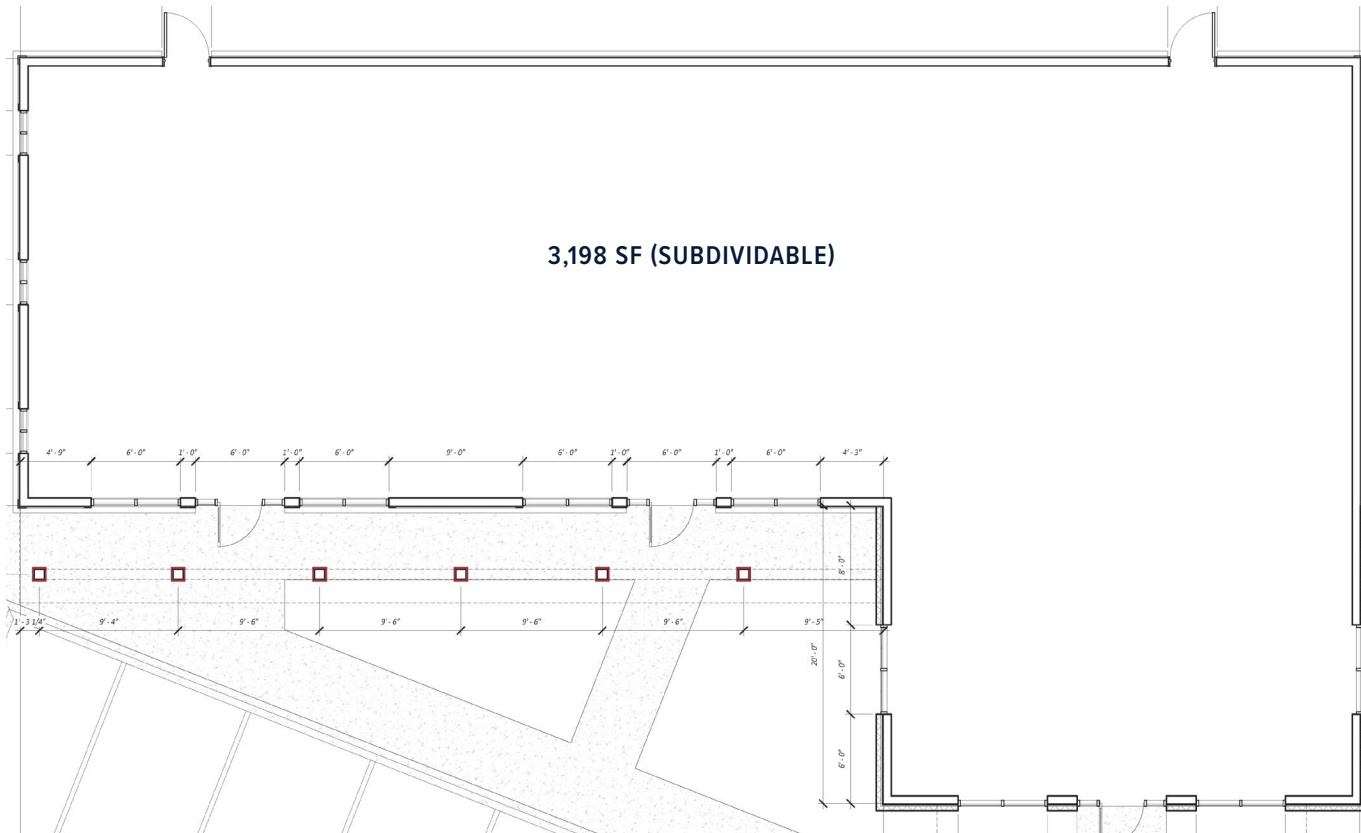 3,198 SF (SUBDIVIDABLE)
4' - 9" 6' - 0" 1' - 0" 6' - 0" 1' - 0" 6' - 0" 9' - 0" 6' - 0" 1' - 0" 6' - 0" 1' - 0" 6' - 0" 4' - 3"
8' - 0"
1' - 3 1/4" 9' - 4" 9' - 6" 9' - 6" 9' - 6" 9' - 6" 9' - 5"
20' - 0"
6' - 0"
6' - 0"